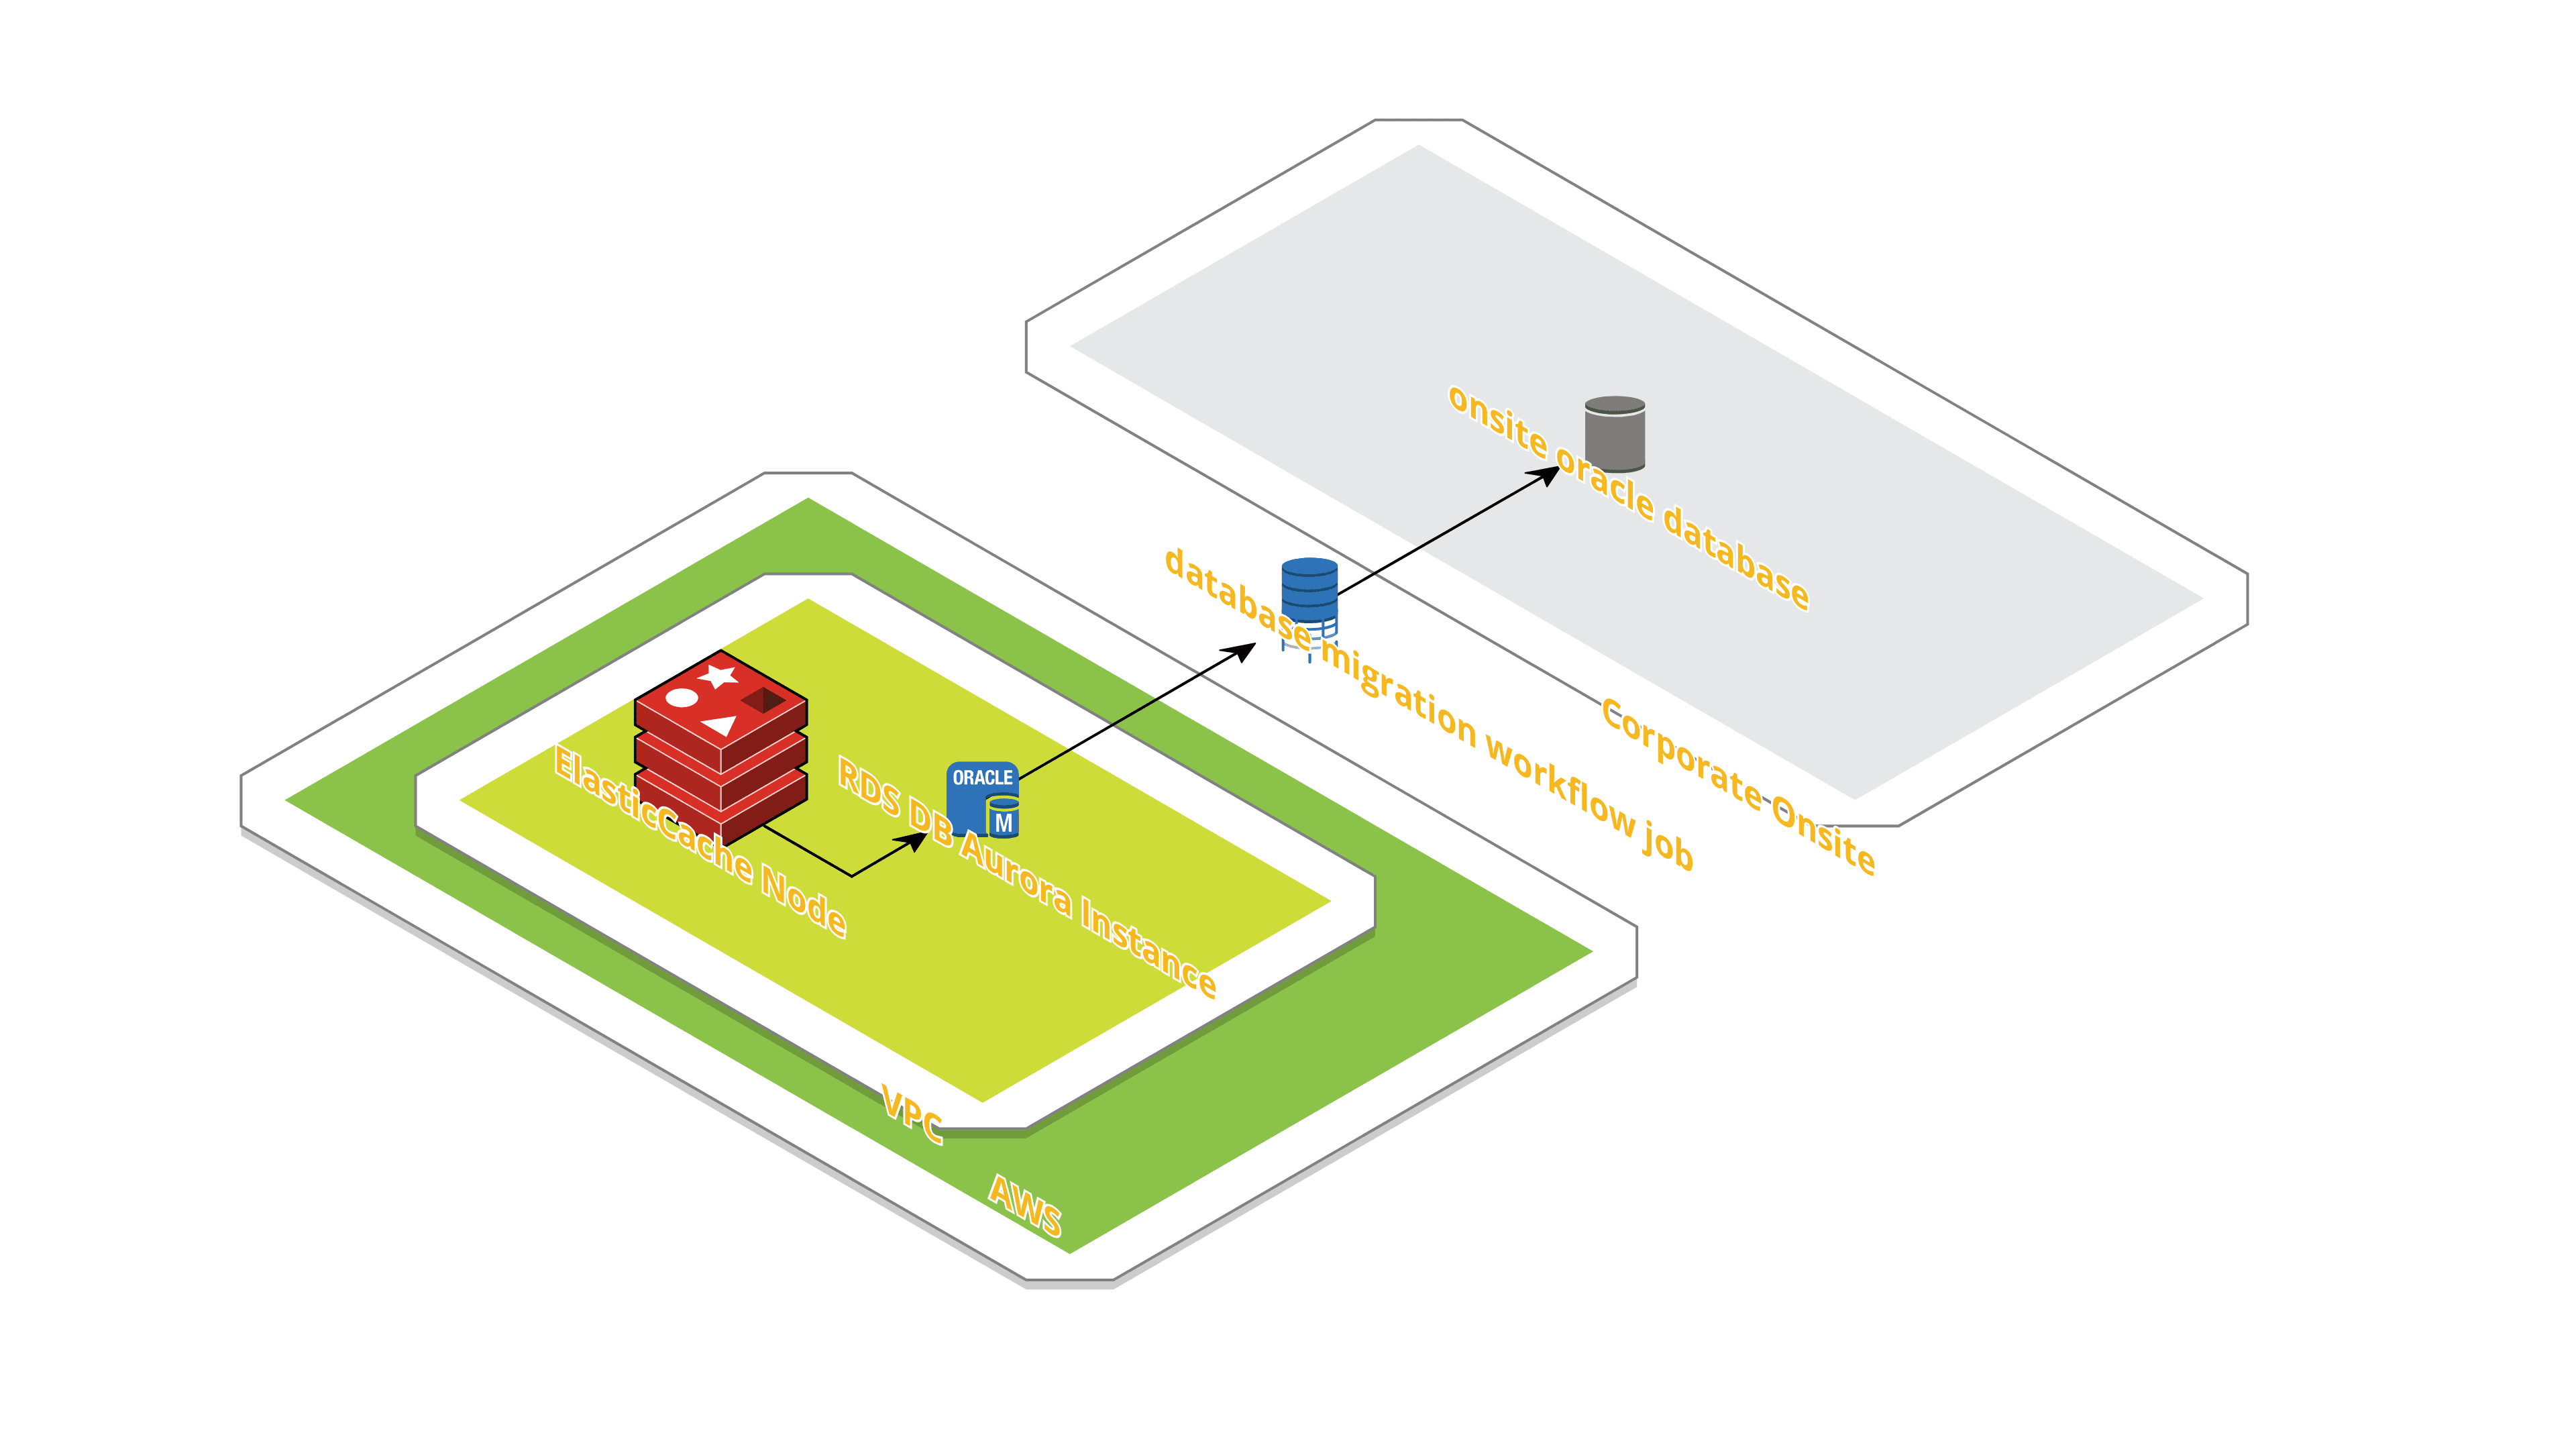 onsite oracle database
database migration workflow job
Corporate Onsite
ElasticCache Node
RDS DB Aurora Instance
ORACLE
M
VPC
AWS